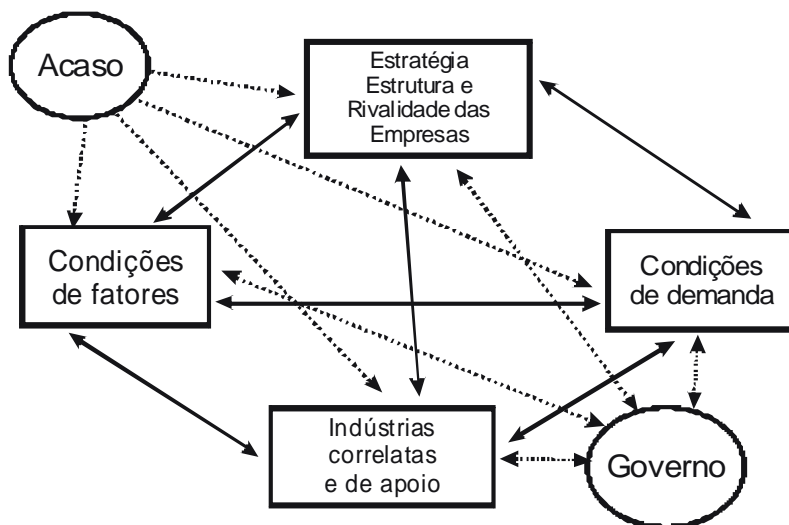 Acaso
Estratégia
Estrutura e
Rivalidade das
Empresas
Condições
de fatores
Condições
de demanda
Indústrias
correlatas
e de apoio
Governo